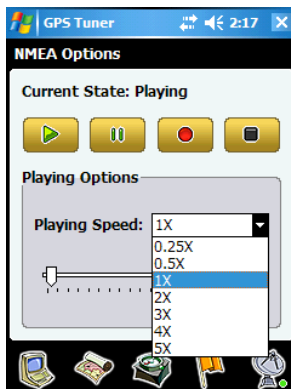 GPS Tuner 2:17
NMEA Options
Current State: Playing
Playing Options
Playing Speed: 1X
0.25X
0.5X
1X
2X
3X
4X
5X